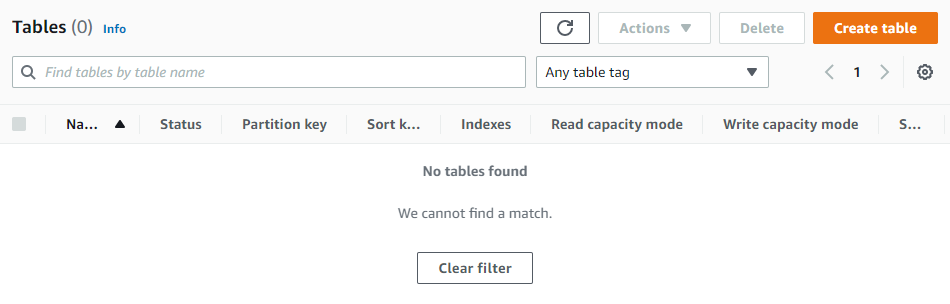 Tables (0) Info Actions Delete Create table
Find tables by table name Any table tag 1
Na... Status Partition key Sort k... Indexes Read capacity mode Write capacity mode S...
No tables found
We cannot find a match.
Clear filter